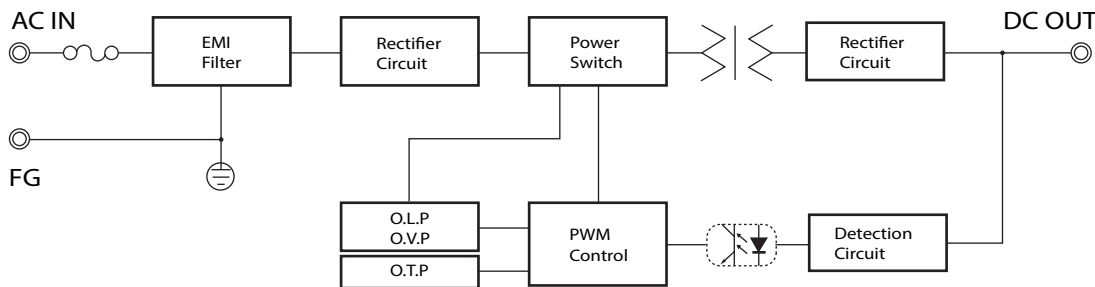 AC IN
DC OUT
EMI
Filter
Rectifier
Circuit
Power
Switch
Rectifier
Circuit
FG
O.L.P
O.V.P
O.T.P
PWM
Control
Detection
Circuit